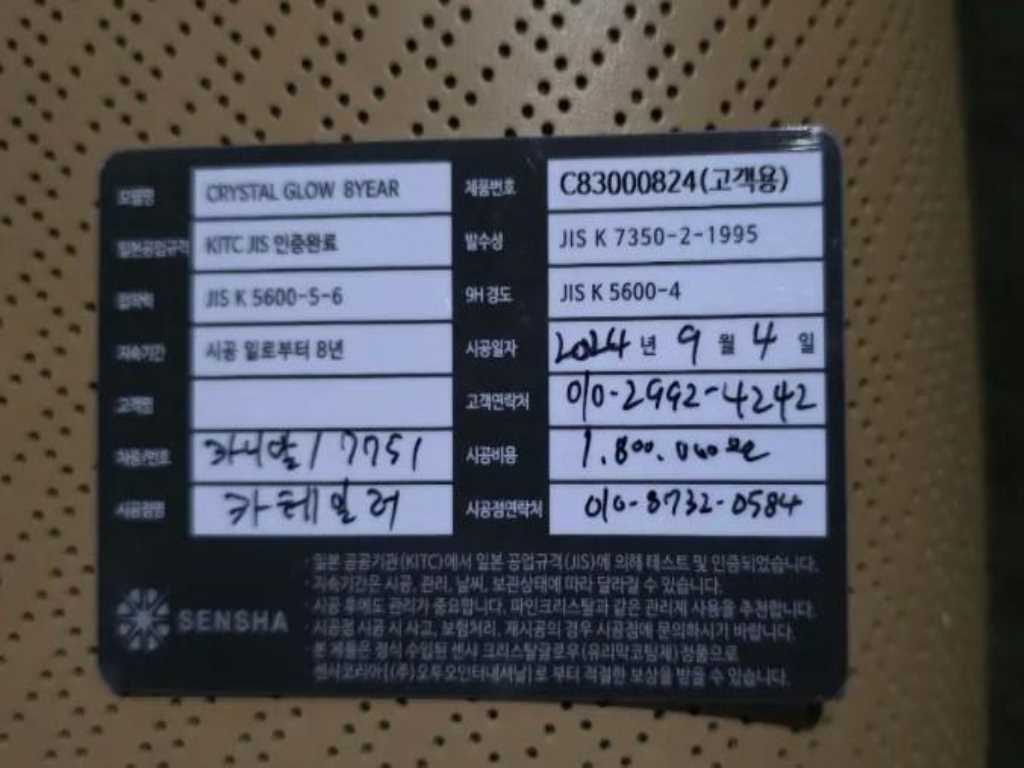 모델명 CRYSTAL GLOW 8YEAR 제품번호 C83000824(고객용)
일본공업규격 KITC JIS 인증완료 발수성 JIS K 7350-2-1995
접착력 JIS K 5600-5-6 9H 경도 JIS K 5600-4
지속기간 시공 일로부터 8년 시공일자 2024년 9월 4일
고객명 고객연락처 010-2992-4242
차종/번호 카니발/7751 시공비용 1.800.000원
시공점명 카테일러 시공점연락처 010-8732-0584
· 일본 공공기관(KITC)에서 일본 공업규격(JIS)에 의해 테스트 및 인증되었습니다.
· 지속기간은 시공, 관리, 날씨, 보관상태에 따라 달라질 수 있습니다.
· 시공 후에도 관리가 중요합니다. 파인크리스탈과 같은 관리제 사용을 추천합니다.
· 시공점 시공 시 사고, 보험처리, 재시공의 경우 시공점에 문의하시기 바랍니다.
· 본 제품은 정식 수입된 센샤 크리스탈글로우(유리막코팅제)정품으로
센샤코리아[(주)오투오인터내셔날]로 부터 적절한 보상을 받을 수 있습니다.
SENSHA